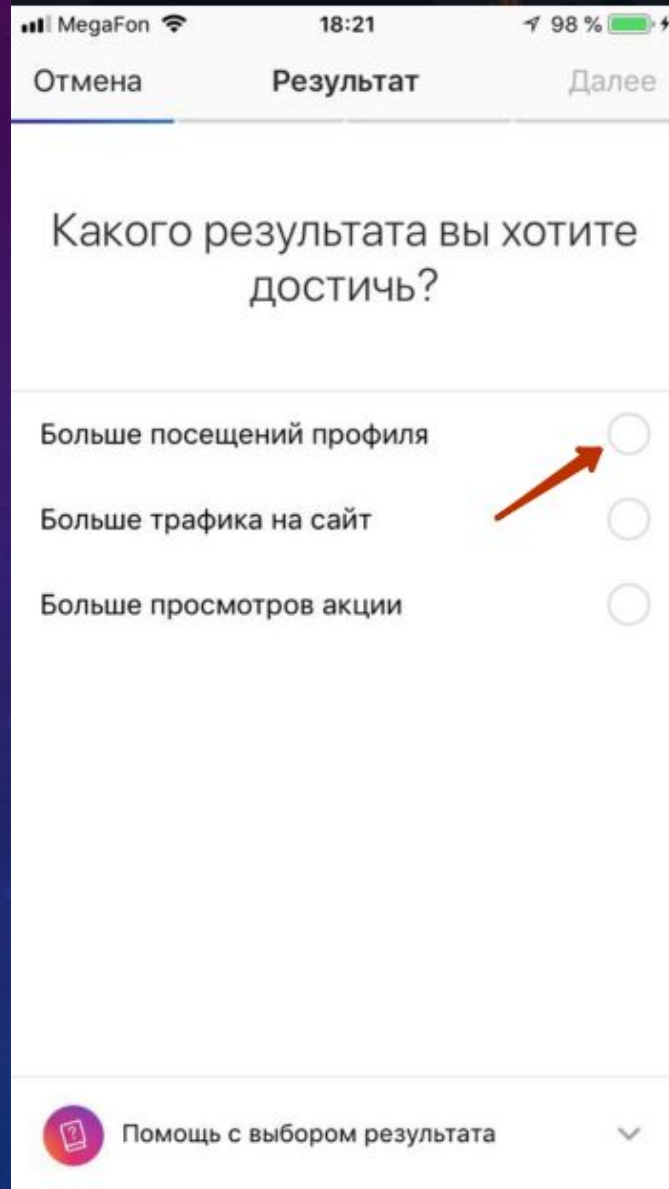 MegaFon 18:21 98 %
Отмена Результат Далее
Какого результата вы хотите
достичь?
Больше посещений профиля
Больше трафика на сайт
Больше просмотров акции
Помощь с выбором результата